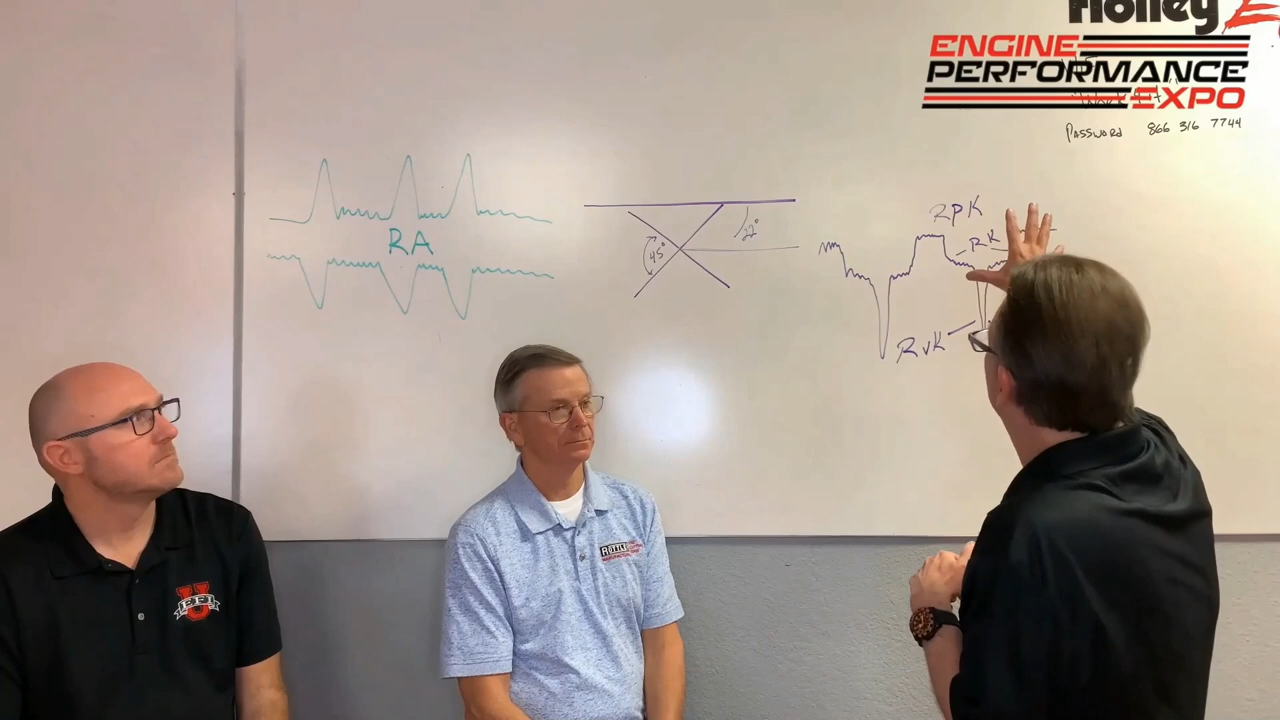 Holley
ENGINE
PERFORMANCE
EXPO
Password 866 316 7744
RPK
RK
RA
45°
22°
RVK
U
EFI